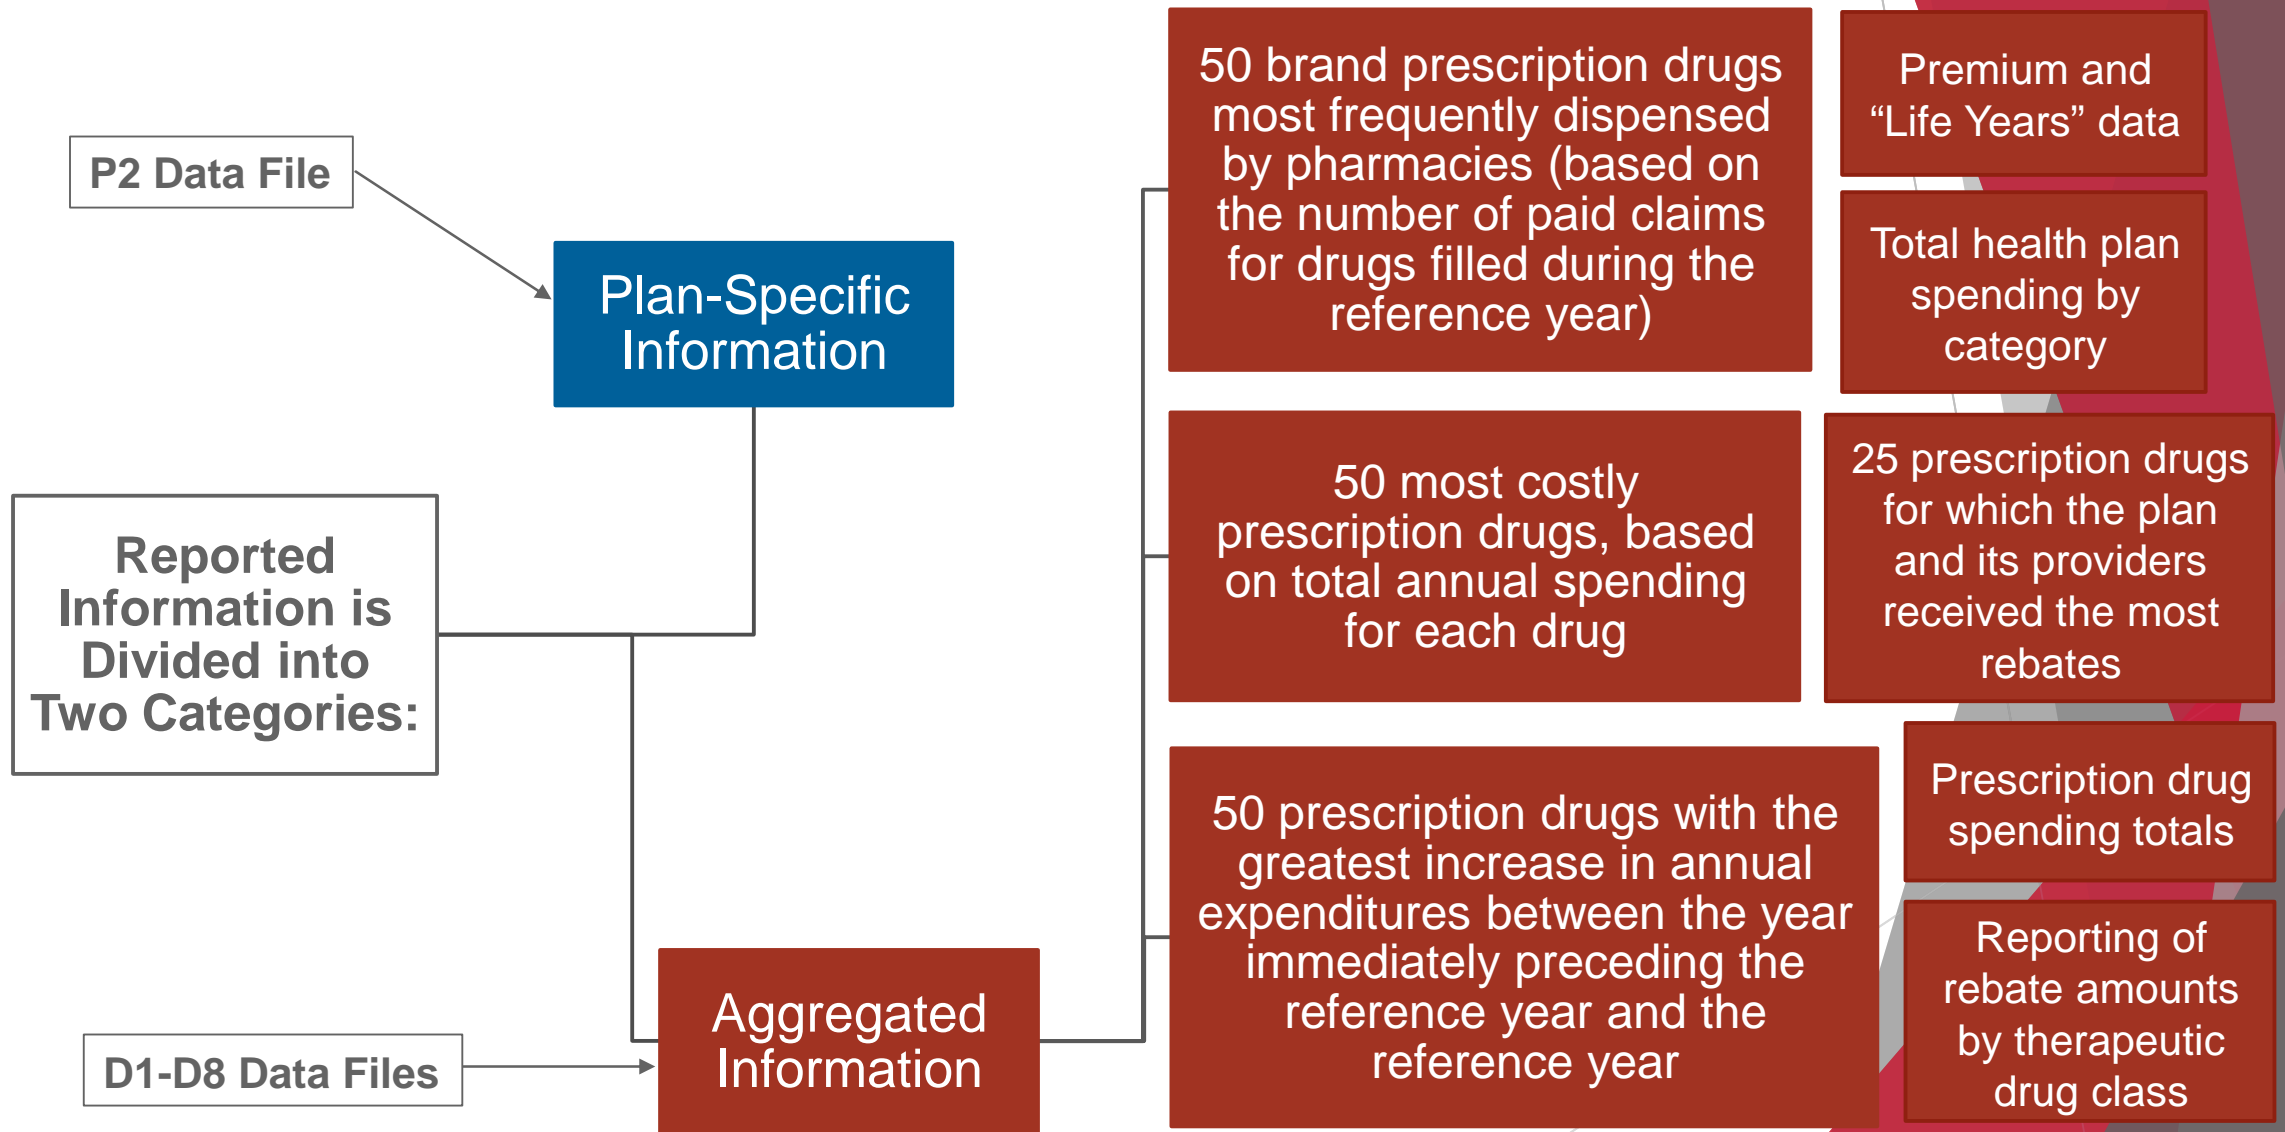 P2 Data File
Plan-Specific
Information
Reported
Information is
Divided into
Two Categories:
D1-D8 Data Files
Aggregated
Information
50 brand prescription drugs
most frequently dispensed
by pharmacies (based on
the number of paid claims
for drugs filled during the
reference year)
50 most costly
prescription drugs, based
on total annual spending
for each drug
50 prescription drugs with the
greatest increase in annual
expenditures between the year
immediately preceding the
reference year and the
reference year
Premium and
“Life Years” data
Total health plan
spending by
category
25 prescription drugs
for which the plan
and its providers
received the most
rebates
Prescription drug
spending totals
Reporting of
rebate amounts
by therapeutic
drug class